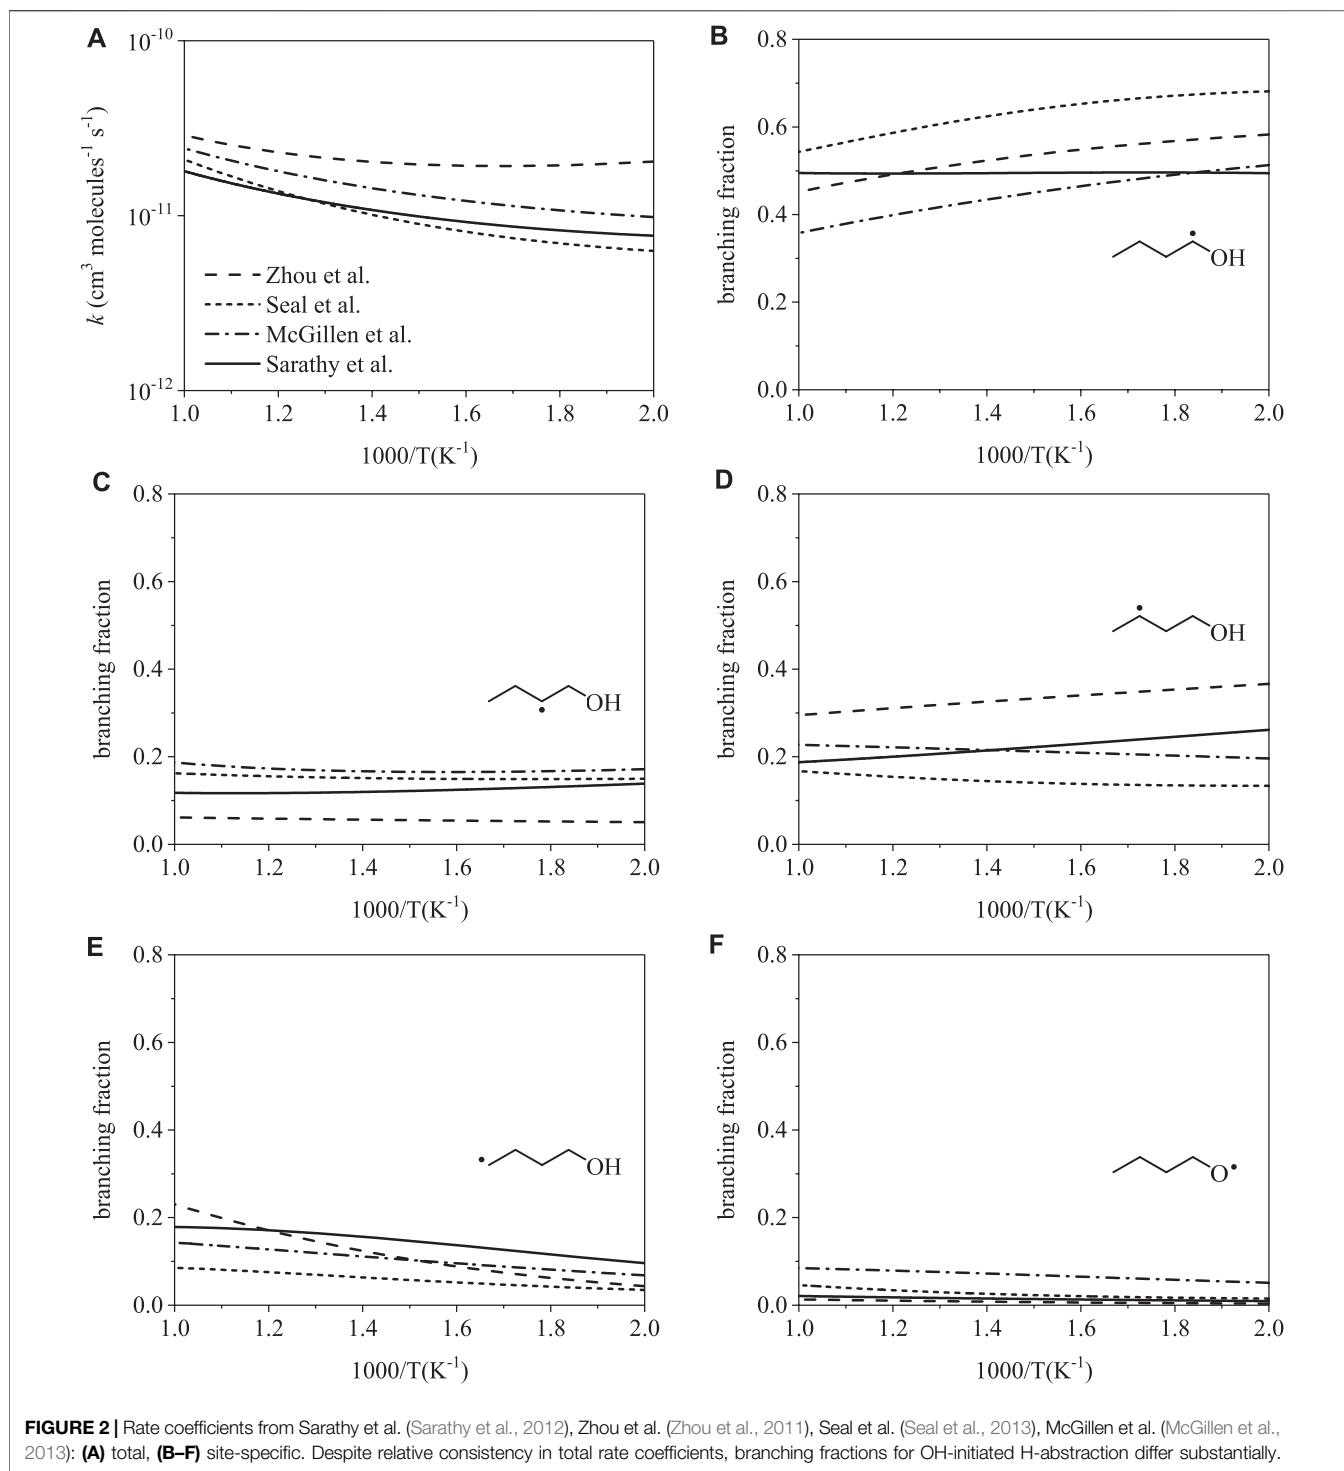 A
10⁻¹⁰
10⁻¹¹
10⁻¹²
k (cm³ molecules⁻¹ s⁻¹)
Zhou et al.
Seal et al.
McGillen et al.
Sarathy et al.
1.0 1.2 1.4 1.6 1.8 2.0
1000/T(K⁻¹)
B
0.8
0.6
0.4
0.2
0.0
branching fraction
OH
1.0 1.2 1.4 1.6 1.8 2.0
1000/T(K⁻¹)
C
0.8
0.6
0.4
0.2
0.0
branching fraction
OH
1.0 1.2 1.4 1.6 1.8 2.0
1000/T(K⁻¹)
D
0.8
0.6
0.4
0.2
0.0
branching fraction
OH
1.0 1.2 1.4 1.6 1.8 2.0
1000/T(K⁻¹)
E
0.8
0.6
0.4
0.2
0.0
branching fraction
OH
1.0 1.2 1.4 1.6 1.8 2.0
1000/T(K⁻¹)
F
0.8
0.6
0.4
0.2
0.0
branching fraction
O
1.0 1.2 1.4 1.6 1.8 2.0
1000/T(K⁻¹)
FIGURE 2 | Rate coefficients from Sarathy et al. (Sarathy et al., 2012), Zhou et al. (Zhou et al., 2011), Seal et al. (Seal et al., 2013), McGillen et al. (McGillen et al.,
2013): (A) total, (B–F) site-specific. Despite relative consistency in total rate coefficients, branching fractions for OH-initiated H-abstraction differ substantially.